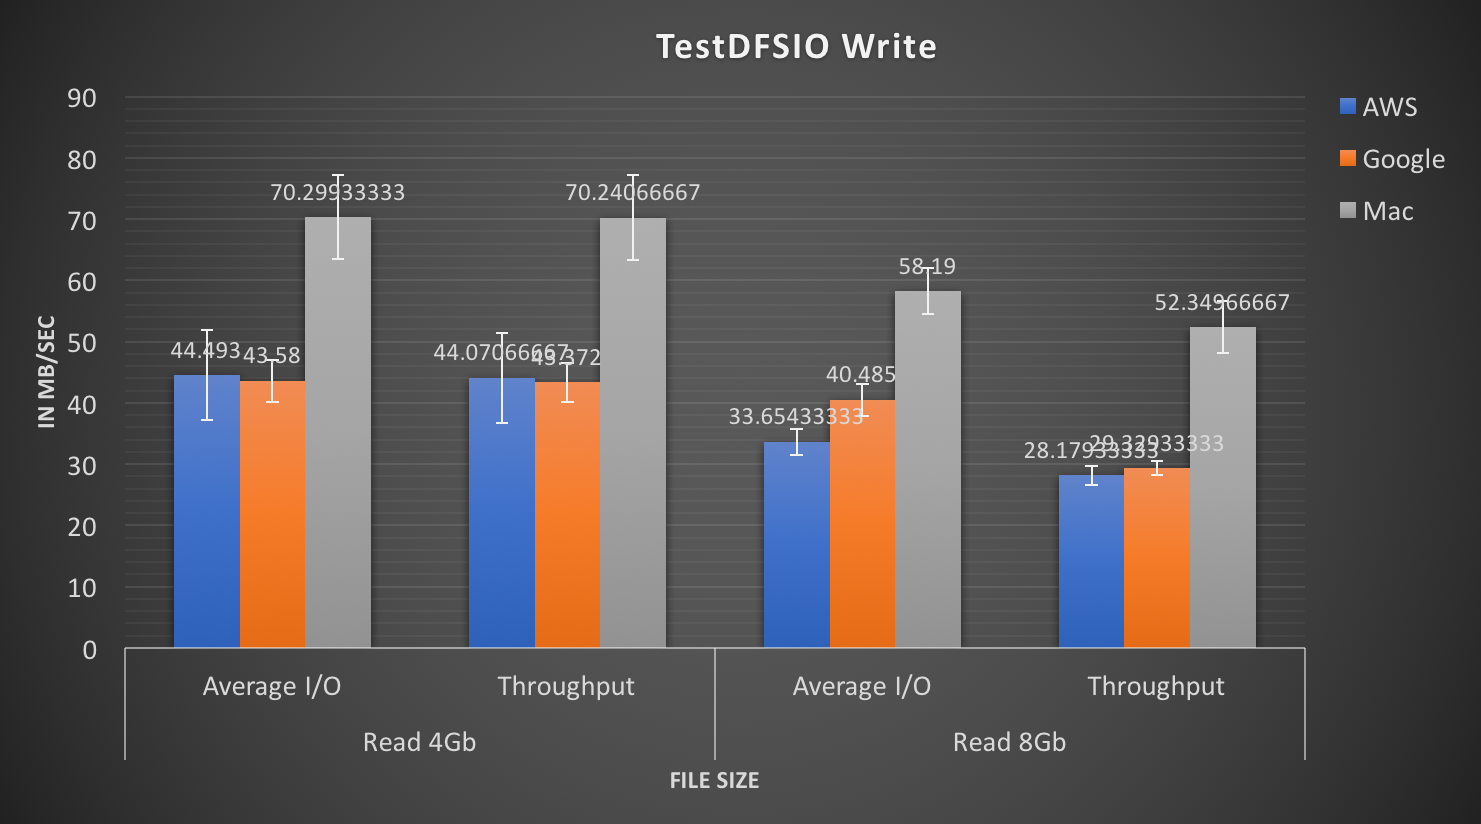 TestDFSIO Write
AWS
Google
Mac
IN MB/SEC
90
80
70
60
50
40
30
20
10
0
44.493
43.58
70.29933333
44.07066667
43.372
70.24066667
33.65433333
40.485
58.19
28.17933333
29.32933333
52.34966667
Average I/O
Throughput
Average I/O
Throughput
Read 4Gb
Read 8Gb
FILE SIZE